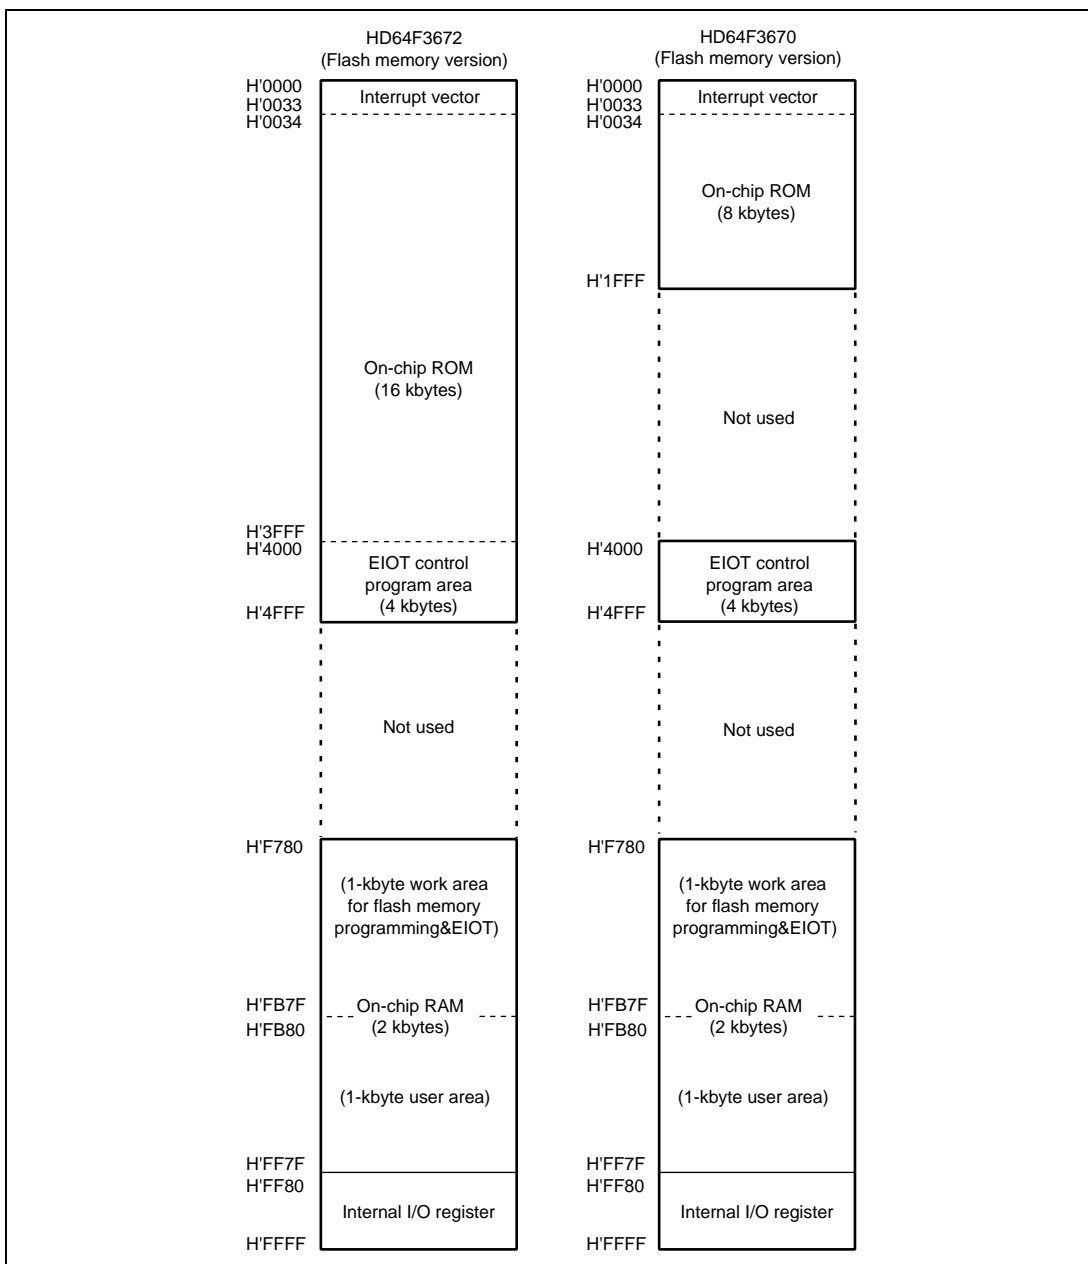 HD64F3672
(Flash memory version)
H'0000
H'0033
H'0034
Interrupt vector
On-chip ROM
(16 kbytes)
H'3FFF
H'4000
EIOT control
program area
(4 kbytes)
H'4FFF
Not used
H'F780
(1-kbyte work area
for flash memory
programming&EIOT)
H'FB7F
H'FB80
On-chip RAM
(2 kbytes)
(1-kbyte user area)
H'FF7F
H'FF80
Internal I/O register
H'FFFF
HD64F3670
(Flash memory version)
H'0000
H'0033
H'0034
Interrupt vector
On-chip ROM
(8 kbytes)
H'1FFF
Not used
H'4000
EIOT control
program area
(4 kbytes)
H'4FFF
Not used
H'F780
(1-kbyte work area
for flash memory
programming&EIOT)
H'FB7F
H'FB80
On-chip RAM
(2 kbytes)
(1-kbyte user area)
H'FF7F
H'FF80
Internal I/O register
H'FFFF